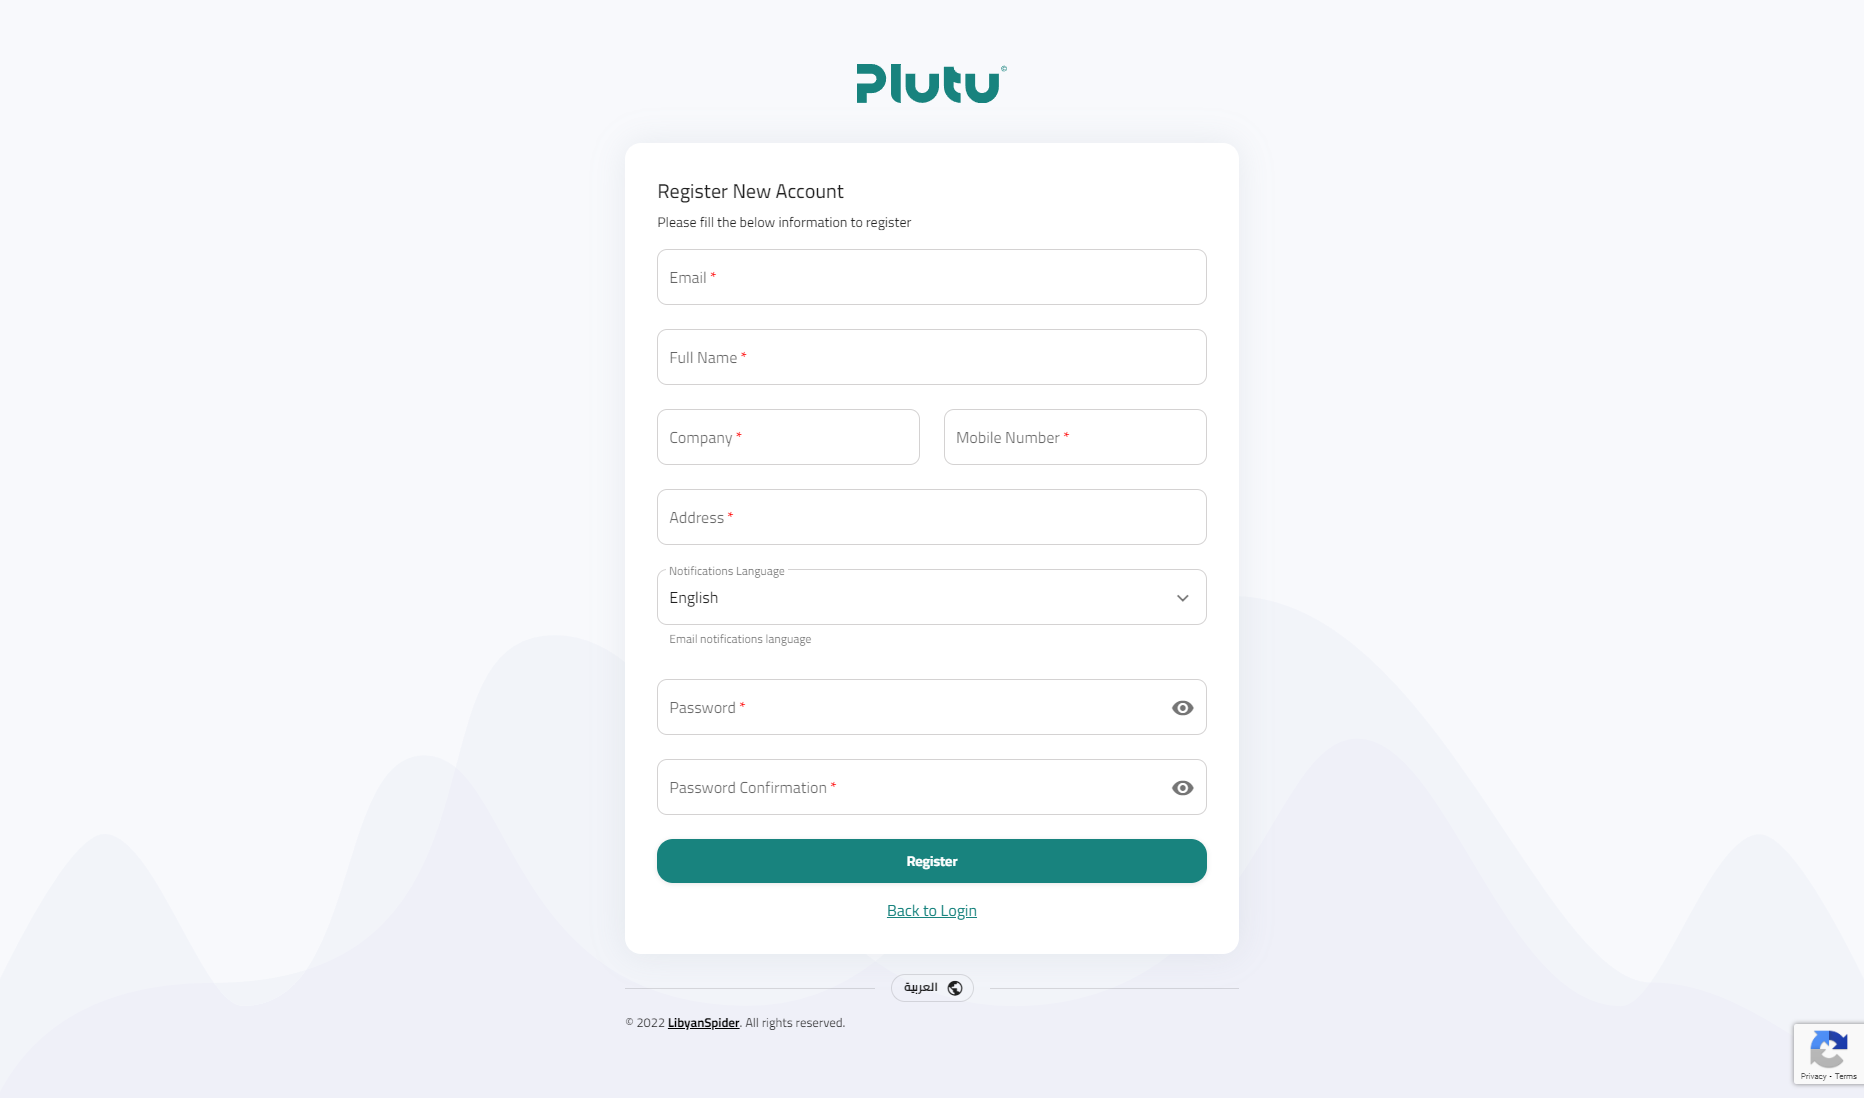 Plutu
Register New Account
Please fill the below information to register
Email *
Full Name *
Company *
Mobile Number *
Address *
Notifications Language
English
Email notifications language
Password *
Password Confirmation *
Register
Back to Login
العربية
© 2022 LibyanSpider. All rights reserved.
Privacy - Terms